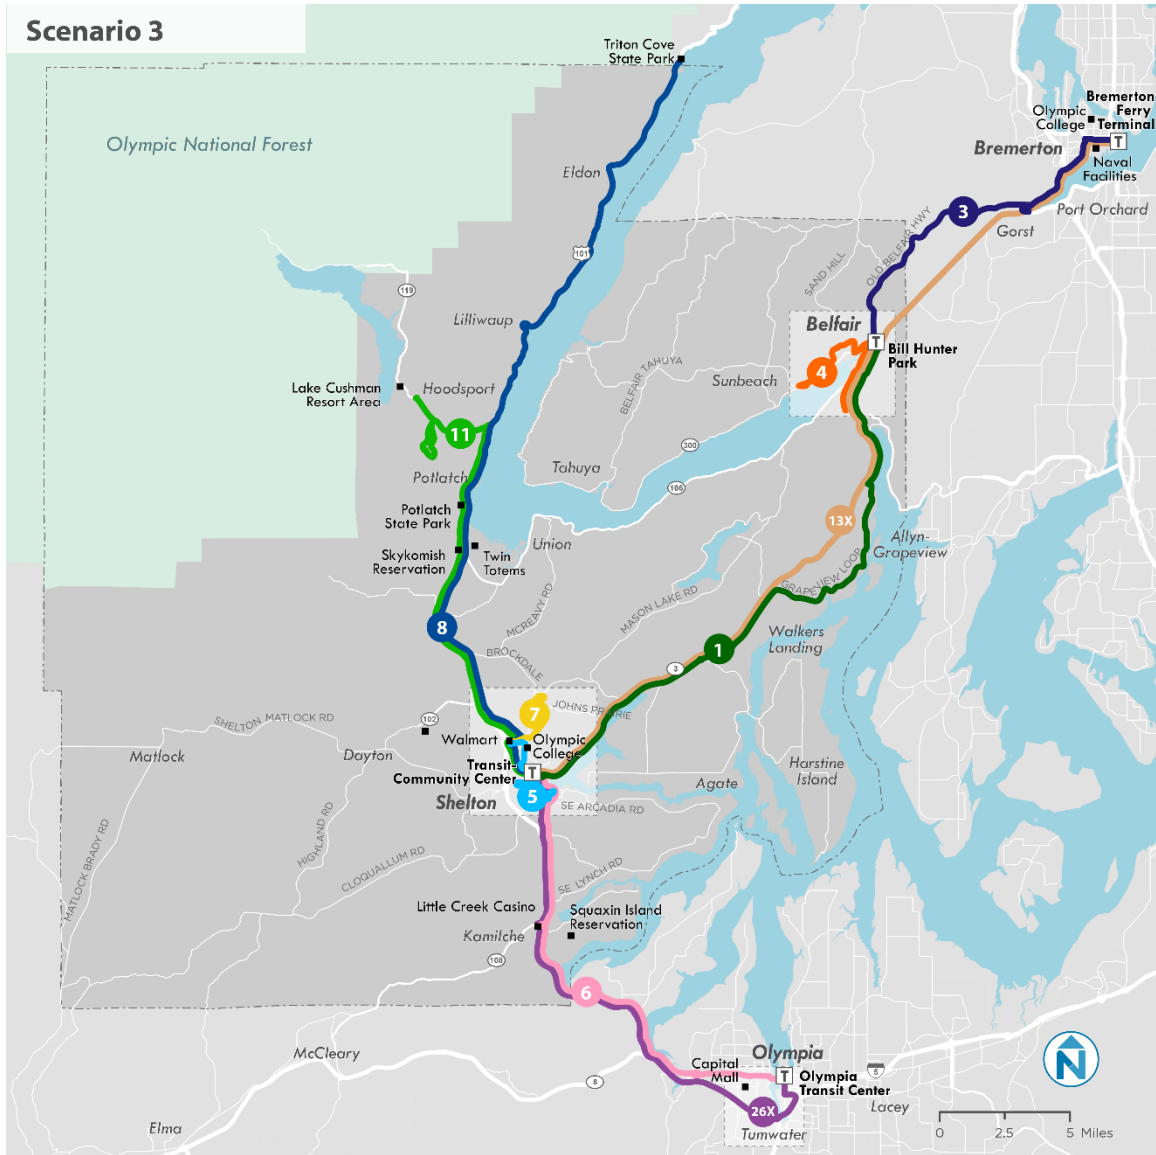 Scenario 3
Triton Cove
State Park
Olympic National Forest
Bremerton
Ferry
Terminal
Olympic
College
Bremerton
Naval
Facilities
Eldon
3
Port Orchard
Gorst
OLD BELFAIR HWY
SAND HILL
101
119
Lilliwaup
Belfair
T
T
Bill Hunter
Park
4
Sunbeach
BELFAIR TAHUYA
Lake Cushman
Resort Area
Hoodsport
11
300
Potlatch
Tahuya
106
Potlatch
State Park
13X
Skykomish
Reservation
Twin
Totems
Union
Allyn-
Grapeview
GRAPEVIEW LOOP
MCREAVY RD
MASON LAKE RD
8
Walkers
Landing
1
BROCKDALE
3
JOHNS PRAIRIE
7
SHELTON MATLOCK RD
102
Matlock
Dayton
Walmart
Olympic
College
Transit-
Community Center
T
5
Shelton
Agate
Harstine
Island
SE ARCADIA RD
HIGHLAND RD
MATLOCK BRADY RD
CLOQUALLUM RD
SE LYNCH RD
Little Creek Casino
Squaxin Island
Reservation
Kamilche
108
6
McCleary
8
Capital
Mall
Olympia
T
Olympia
Transit Center
5
26X
Tumwater
Lacey
Elma
N
0 2.5 5 Miles